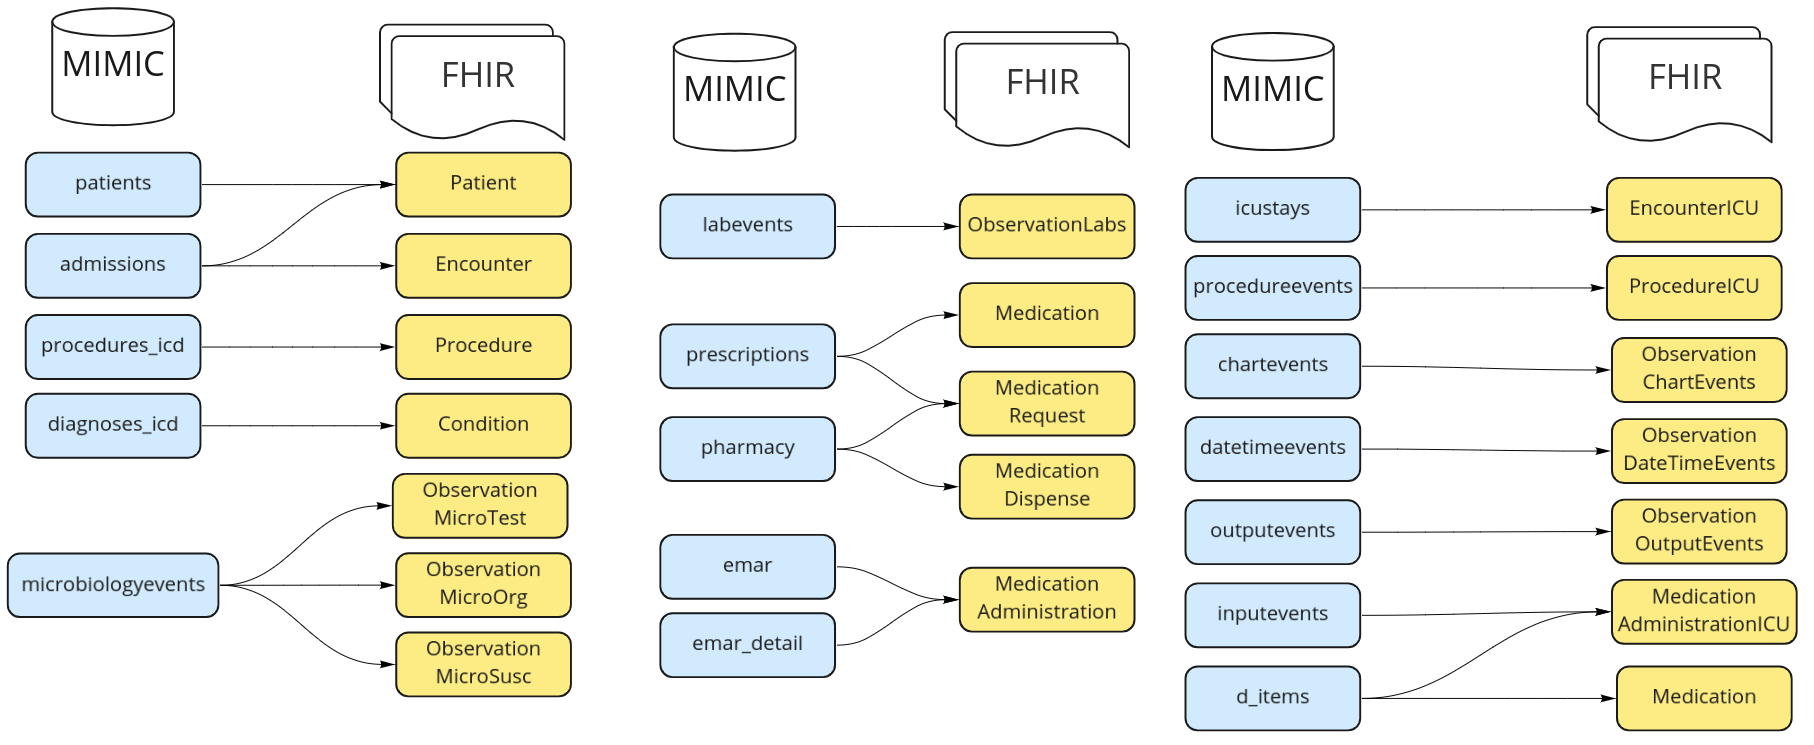 MIMIC
FHIR
patients
Patient
admissions
Encounter
procedures_icd
Procedure
diagnoses_icd
Condition
microbiologyevents
Observation
MicroTest
Observation
MicroOrg
Observation
MicroSusc
MIMIC
FHIR
labevents
ObservationLabs
prescriptions
Medication
pharmacy
Medication
Request
Medication
Dispense
emar
emar_detail
Medication
Administration
MIMIC
FHIR
icustays
EncounterICU
procedureevents
ProcedureICU
chartevents
Observation
ChartEvents
datetimeevents
Observation
DateTimeEvents
outputevents
Observation
OutputEvents
inputevents
Medication
AdministrationICU
d_items
Medication